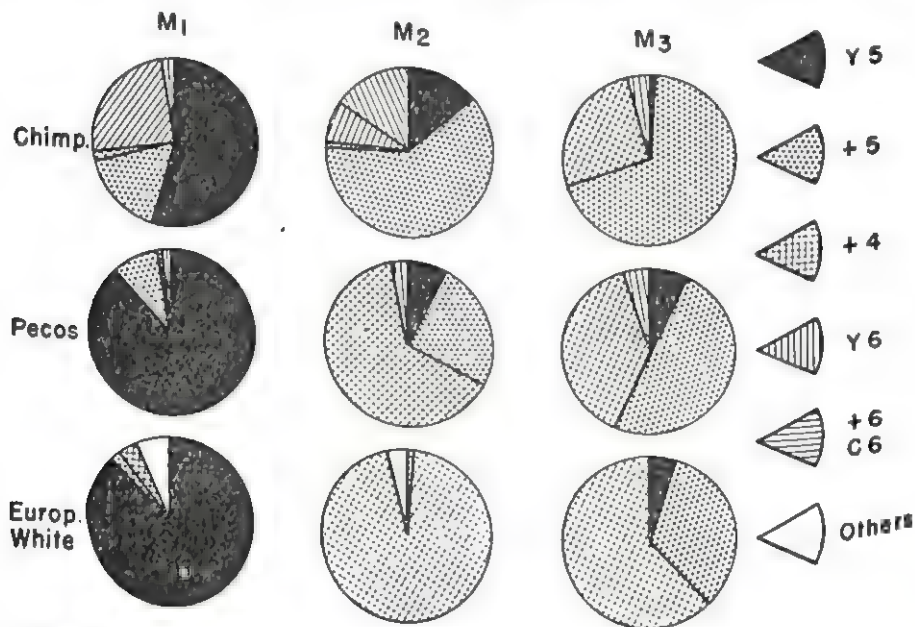 M1
M2
M3
Chimp.
Pecos
Europ.
White
Y 5
+ 5
+ 4
Y 6
+ 6
C 6
Others